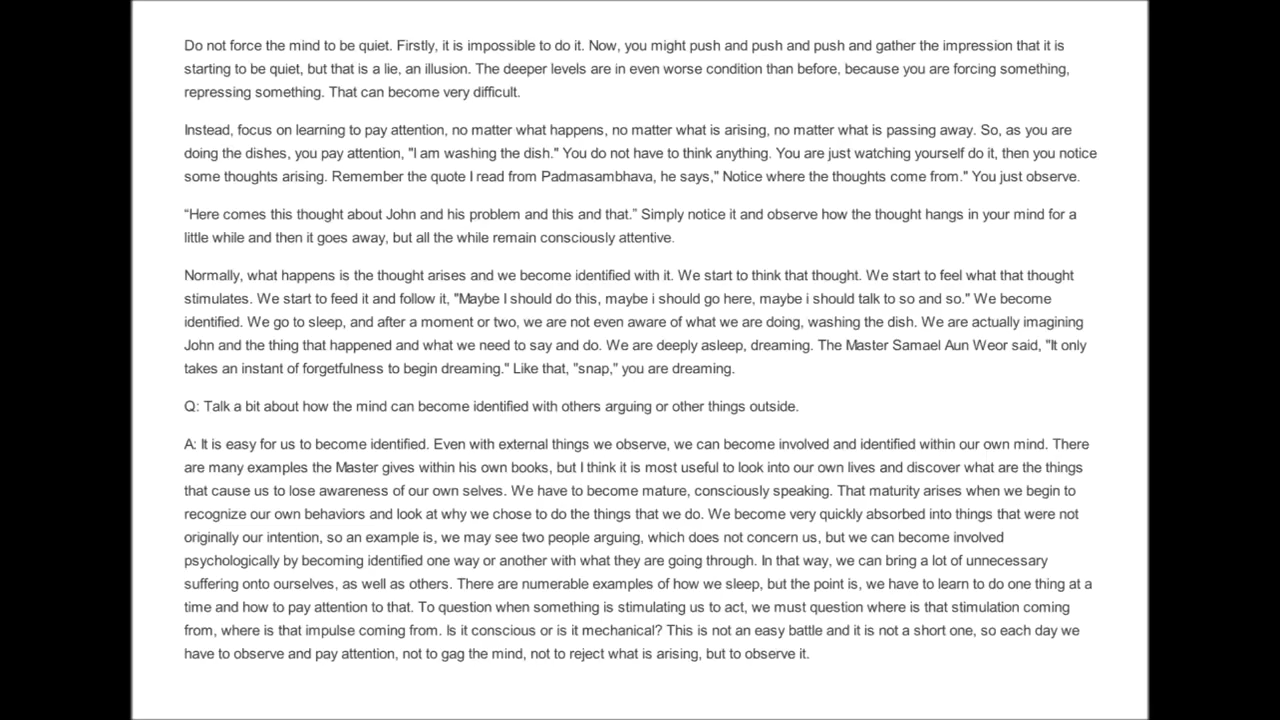 Do not force the mind to be quiet. Firstly, it is impossible to do it. Now, you might push and push and push and gather the impression that it is
starting to be quiet, but that is a lie, an illusion. The deeper levels are in even worse condition than before, because you are forcing something,
repressing something. That can become very difficult.
Instead, focus on learning to pay attention, no matter what happens, no matter what is arising, no matter what is passing away. So, as you are
doing the dishes, you pay attention, "I am washing the dish." You do not have to think anything. You are just watching yourself do it, then you notice
some thoughts arising. Remember the quote I read from Padmasambhava, he says," Notice where the thoughts come from." You just observe.
“Here comes this thought about John and his problem and this and that.” Simply notice it and observe how the thought hangs in your mind for a
little while and then it goes away, but all the while remain consciously attentive.
Normally, what happens is the thought arises and we become identified with it. We start to think that thought. We start to feel what that thought
stimulates. We start to feed it and follow it, "Maybe I should do this, maybe i should go here, maybe i should talk to so and so." We become
identified. We go to sleep, and after a moment or two, we are not even aware of what we are doing, washing the dish. We are actually imagining
John and the thing that happened and what we need to say and do. We are deeply asleep, dreaming. The Master Samael Aun Weor said, "It only
takes an instant of forgetfulness to begin dreaming." Like that, "snap," you are dreaming.
Q: Talk a bit about how the mind can become identified with others arguing or other things outside.
A: It is easy for us to become identified. Even with external things we observe, we can become involved and identified within our own mind. There
are many examples the Master gives within his own books, but I think it is most useful to look into our own lives and discover what are the things
that cause us to lose awareness of our own selves. We have to become mature, consciously speaking. That maturity arises when we begin to
recognize our own behaviors and look at why we chose to do the things that we do. We become very quickly absorbed into things that were not
originally our intention, so an example is, we may see two people arguing, which does not concern us, but we can become involved
psychologically by becoming identified one way or another with what they are going through. In that way, we can bring a lot of unnecessary
suffering onto ourselves, as well as others. There are numerable examples of how we sleep, but the point is, we have to learn to do one thing at a
time and how to pay attention to that. To question when something is stimulating us to act, we must question where is that stimulation coming
from, where is that impulse coming from. Is it conscious or is it mechanical? This is not an easy battle and it is not a short one, so each day we
have to observe and pay attention, not to gag the mind, not to reject what is arising, but to observe it.